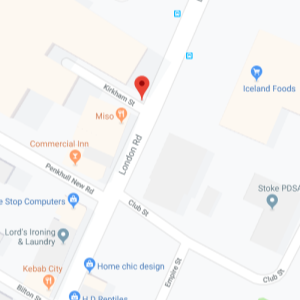 Kirkham St
Iceland Foods
Miso
Commercial Inn
London Rd
Penkhull New Rd
Stoke PDSA
e Stop Computers
Club St
Lord's Ironing
& Laundry
Home chic design
Kebab City
Empire St
Club St
Bilton St
H D Reptiles